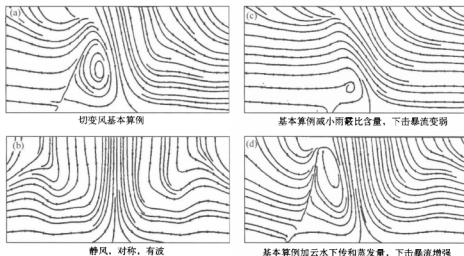 (a)
切变风基本算例
(c)
基本算例减小雨霰比含量，下击暴流变弱
(b)
静风，对称，有波
(d)
基本算例加云水下传和蒸发量，下击暴流增强